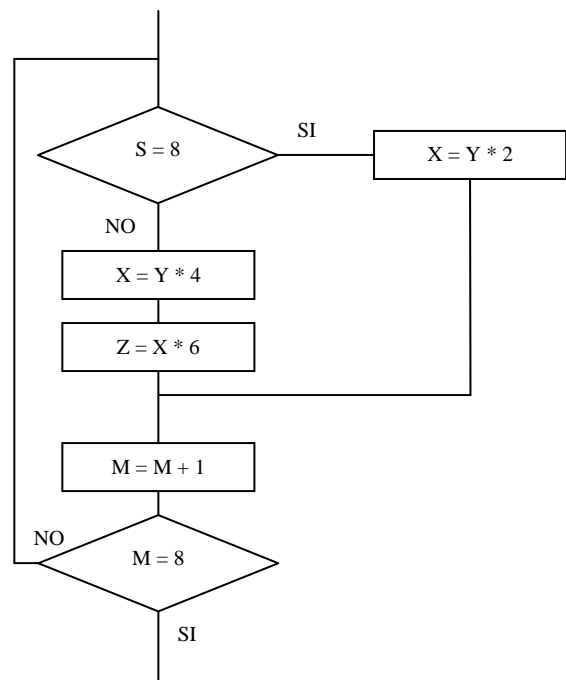 S = 8
SI
X = Y * 2
NO
X = Y * 4
Z = X * 6
M = M + 1
NO
M = 8
SI